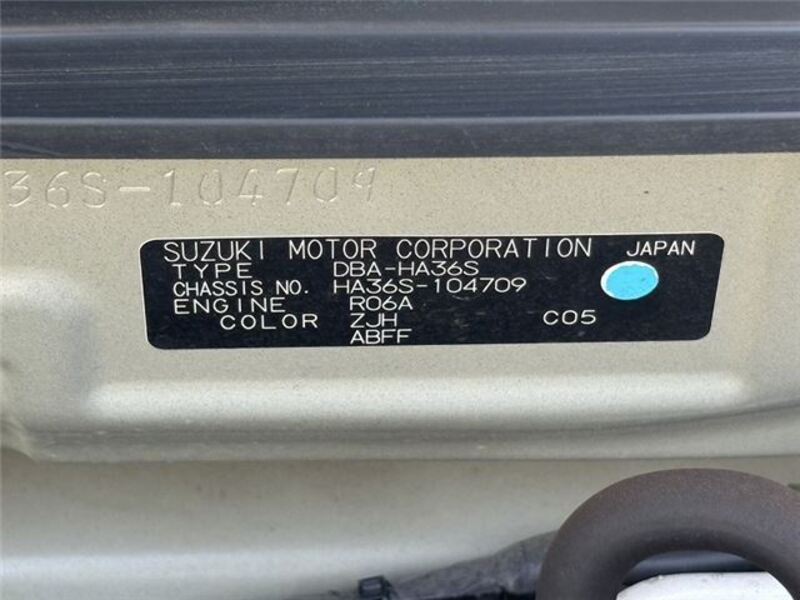 36S-104709
SUZUKI MOTOR CORPORATION JAPAN
TYPE DBA-HA36S
CHASSIS NO. HA36S-104709
ENGINE R06A
COLOR ZJH C05
ABFF